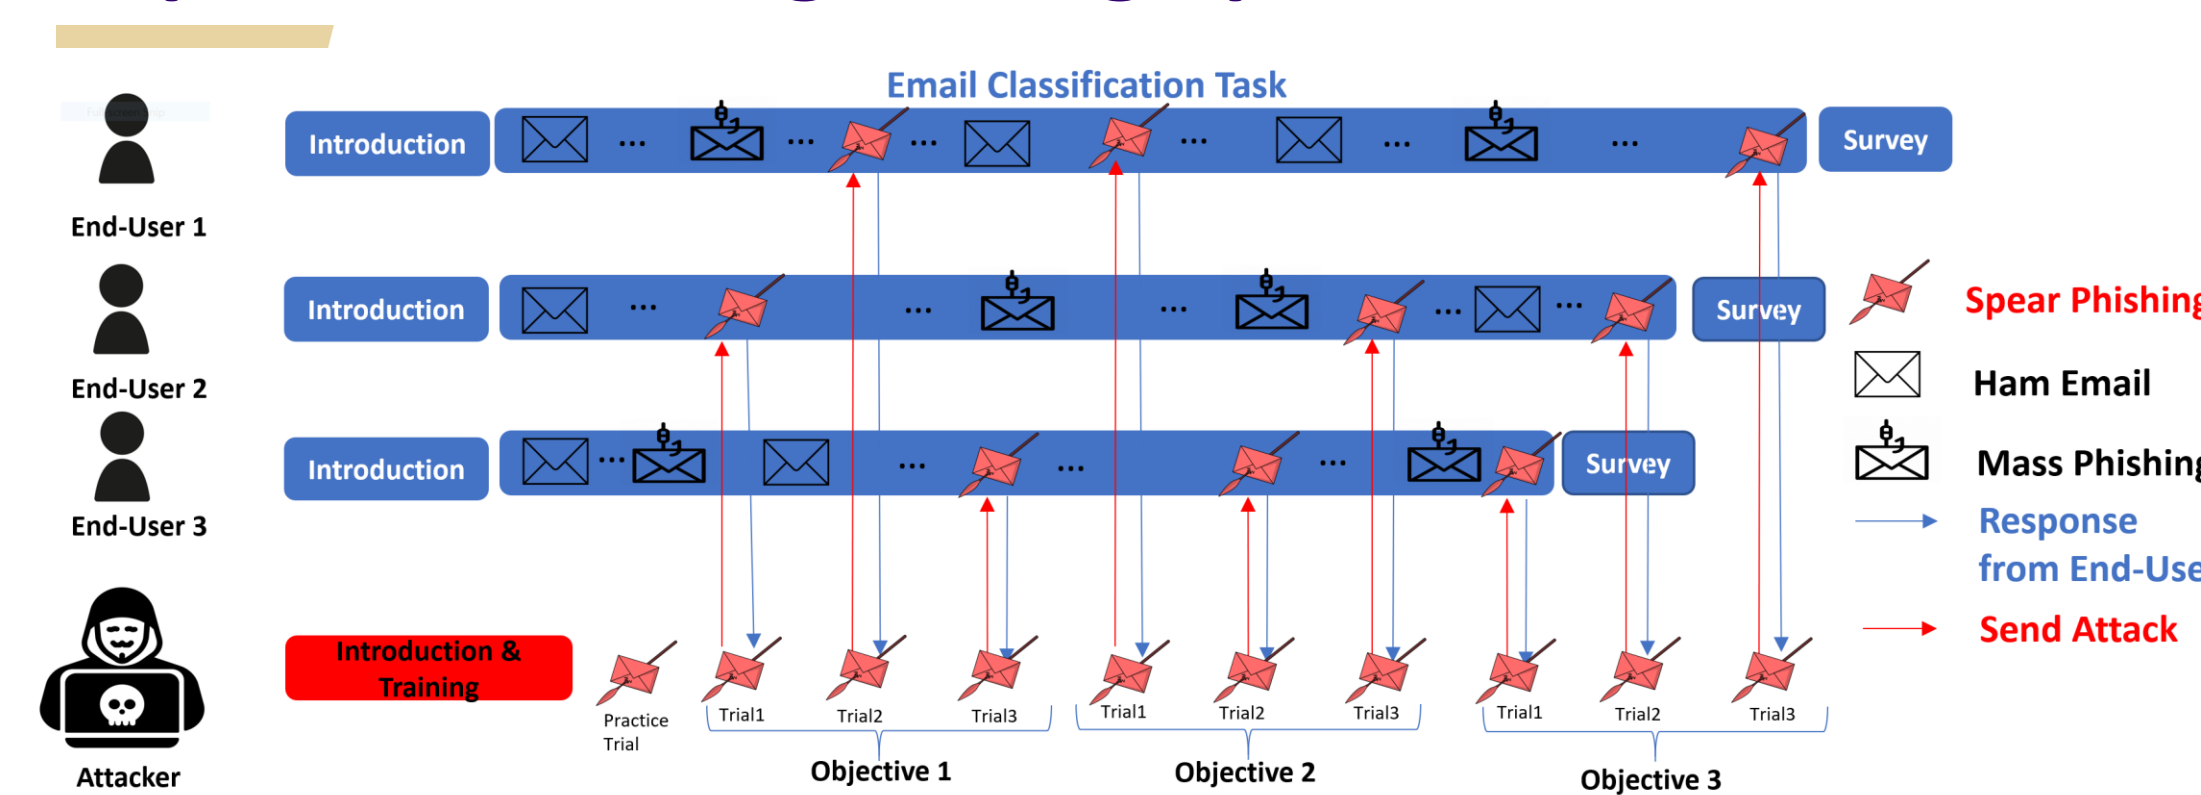 Email Classification Task
Introduction
Survey
End-User 1
Introduction
Survey
End-User 2
Introduction
Survey
End-User 3
Introduction &
Training
Attacker
Practice
Trial
Trial1
Trial2
Trial3
Trial1
Trial2
Trial3
Trial1
Trial2
Trial3
Objective 1
Objective 2
Objective 3
Spear Phishing
Ham Email
Mass Phishing
Response
from End-Use
Send Attack